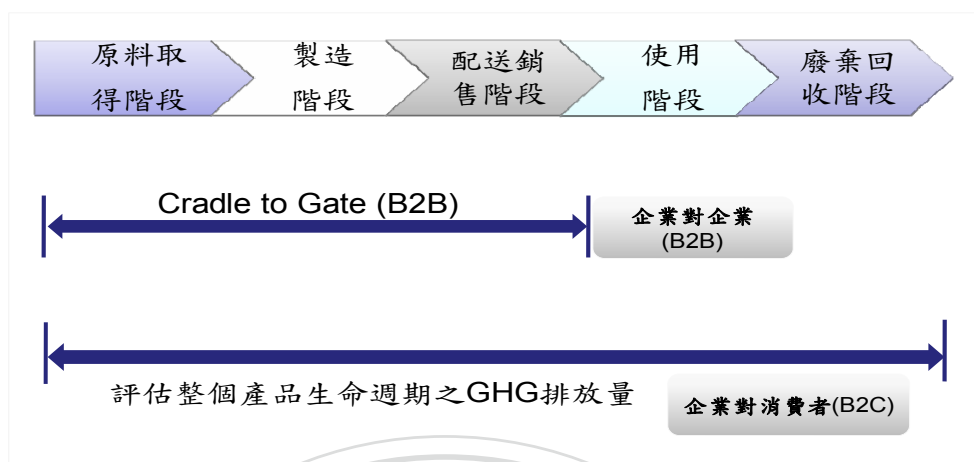 原料取
得階段
製造
階段
配送銷
售階段
使用
階段
廢棄回
收階段
Cradle to Gate (B2B)
企業對企業
(B2B)
評估整個產品生命週期之GHG排放量
企業對消費者(B2C)